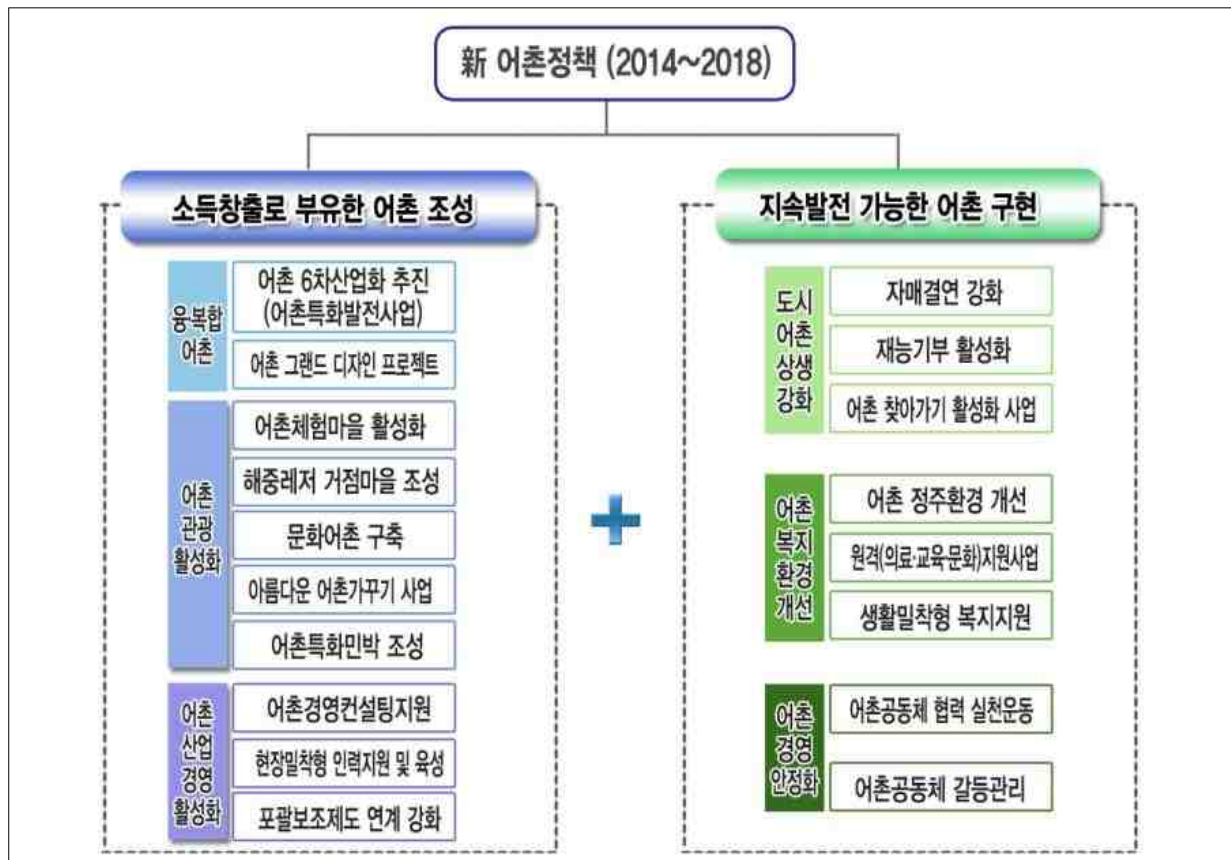 新 어촌정책 (2014~2018)
소득창출로 부유한 어촌 조성
융·복합
어촌
어촌 6차산업화 추진
(어촌특화발전사업)
어촌 그랜드 디자인 프로젝트
어촌
관광
활성화
어촌체험마을 활성화
해중레저 거점마을 조성
문화어촌 구축
아름다운 어촌가꾸기 사업
어촌특화민박 조성
어촌
산업
경영
활성화
어촌경영컨설팅지원
현장밀착형 인력지원 및 육성
포괄보조제도 연계 강화
지속발전 가능한 어촌 구현
도시
어촌
상생
강화
자매결연 강화
재능기부 활성화
어촌 찾아가기 활성화 사업
어촌
복지
환경
개선
어촌 정주환경 개선
원격(의료·교육·문화)지원사업
생활밀착형 복지지원
어촌
경영
안정화
어촌공동체 협력 실천운동
어촌공동체 갈등관리